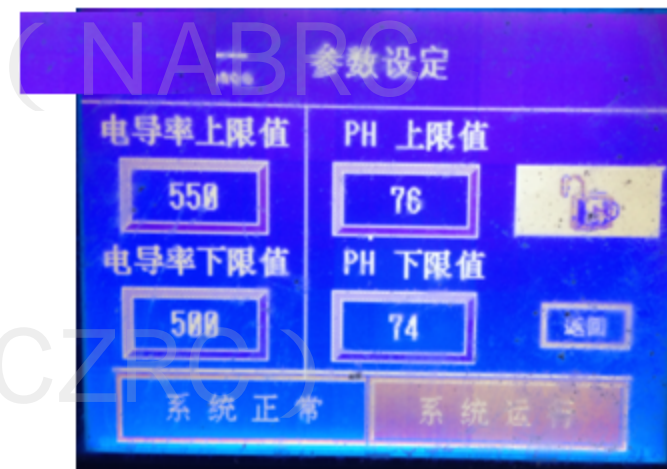 参数设定
电导率上限值
PH 上限值
550
76
电导率下限值
PH 下限值
500
74
返回
系统正常
系统运行
(NABRC
CZRC)